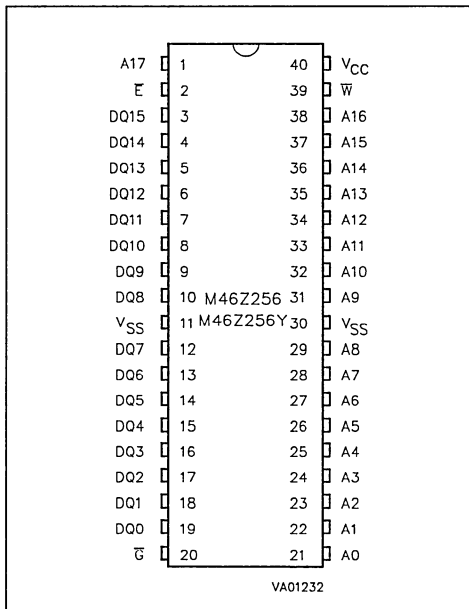 A17 1 40 V_CC
E̅ 2 39 W̅
DQ15 3 38 A16
DQ14 4 37 A15
DQ13 5 36 A14
DQ12 6 35 A13
DQ11 7 34 A12
DQ10 8 33 A11
DQ9 9 32 A10
DQ8 10 M46Z256 31 A9
V_SS 11 M46Z256Y 30 V_SS
DQ7 12 29 A8
DQ6 13 28 A7
DQ5 14 27 A6
DQ4 15 26 A5
DQ3 16 25 A4
DQ2 17 24 A3
DQ1 18 23 A2
DQ0 19 22 A1
G̅ 20 21 A0
VA01232